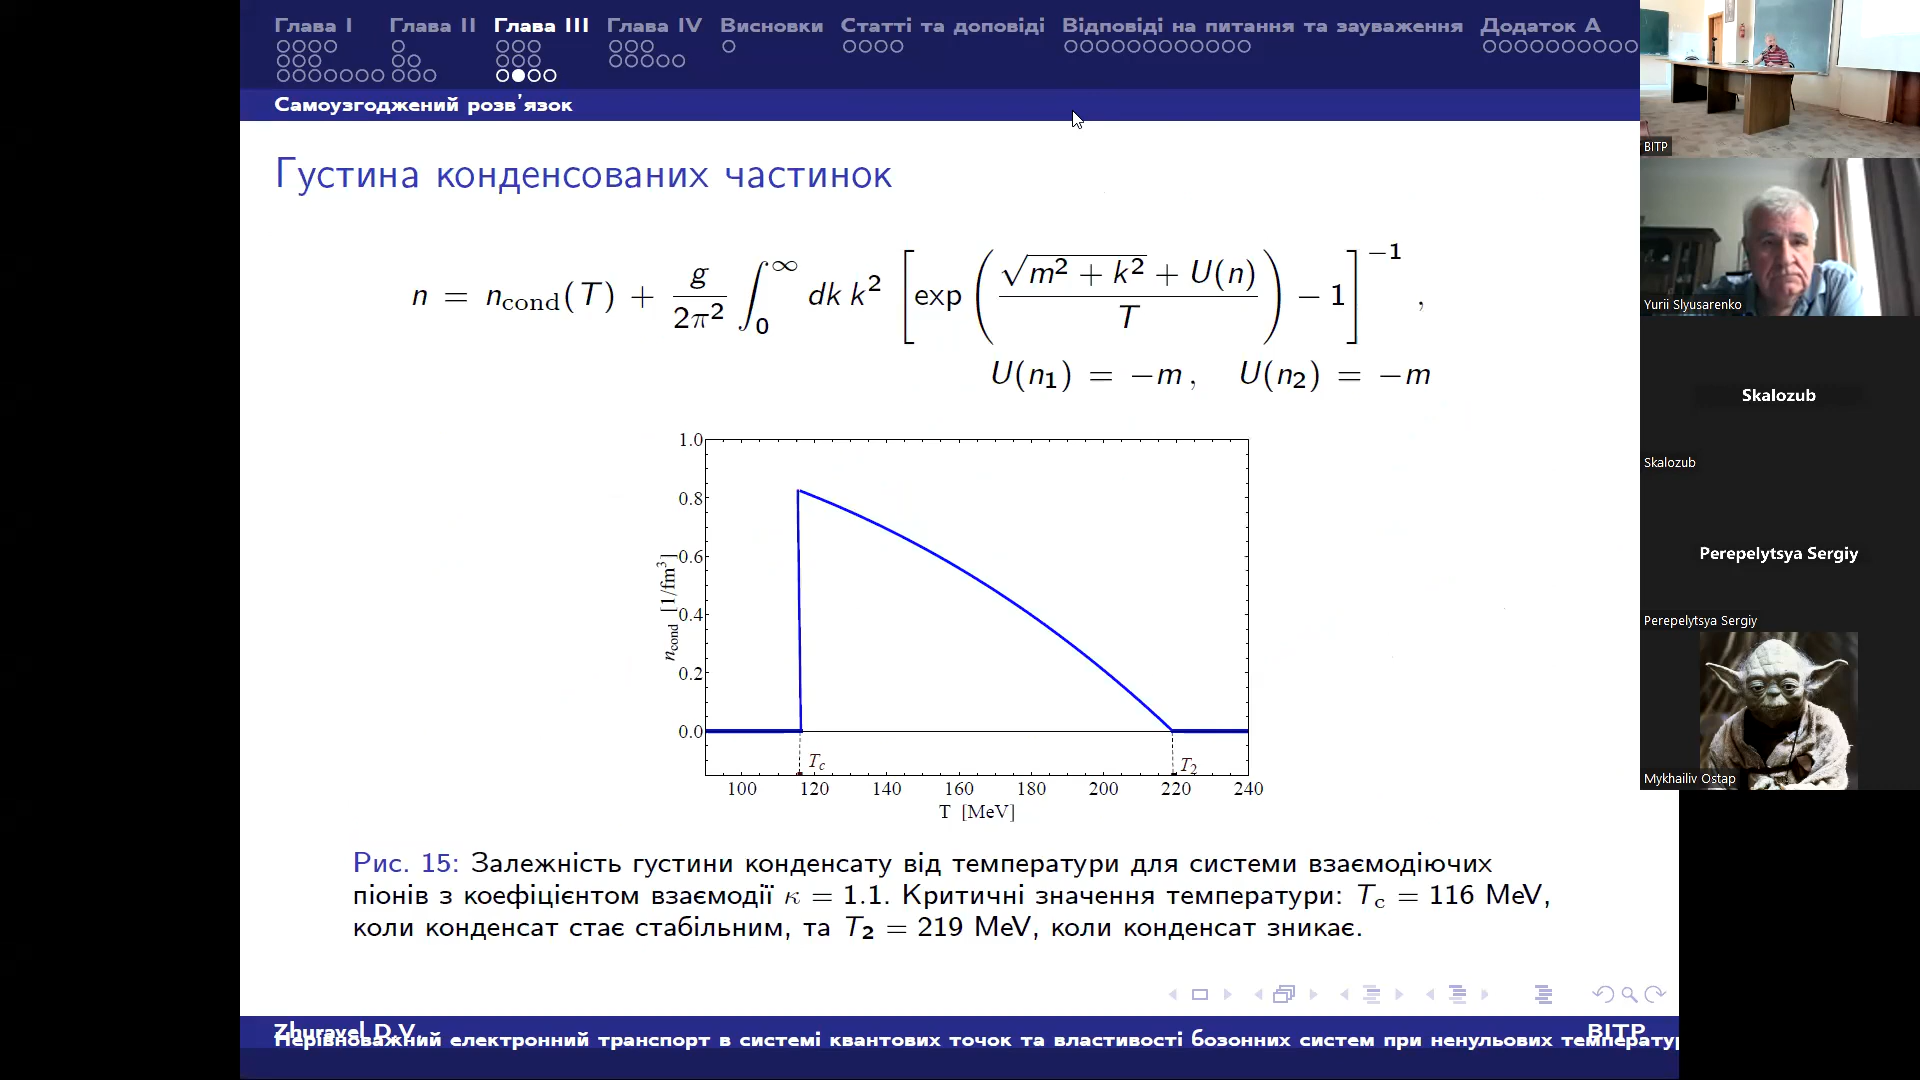 Глава I Глава II Глава III Глава IV Висновки Статті та доповіді Відповіді на питання та зауваження Додаток A
Самоузгоджений розв'язок
Густина конденсованих частинок
n = n_cond(T) + g/2π² ∫₀^∞ dk k² [exp((√(m² + k²) + U(n))/T) − 1]⁻¹ ,
U(n₁) = −m , U(n₂) = −m
1.0
0.8
0.6
0.4
0.2
0.0
n_cond [1/fm³]
T_c T₂
100 120 140 160 180 200 220 240
T [MeV]
Рис. 15: Залежність густини конденсату від температури для системи взаємодіючих
піонів з коефіцієнтом взаємодії κ = 1.1. Критичні значення температури: T_c = 116 MeV,
коли конденсат стає стабільним, та T₂ = 219 MeV, коли конденсат зникає.
Zhuravel D.V. BITP
Нерівноважний електронний транспорт в системі квантових точок та властивості бозонних систем при ненульових температу
BITP
Yurii Slyusarenko
Skalozub
Skalozub
Perepelytsya Sergiy
Perepelytsya Sergiy
Mykhailiv Ostap